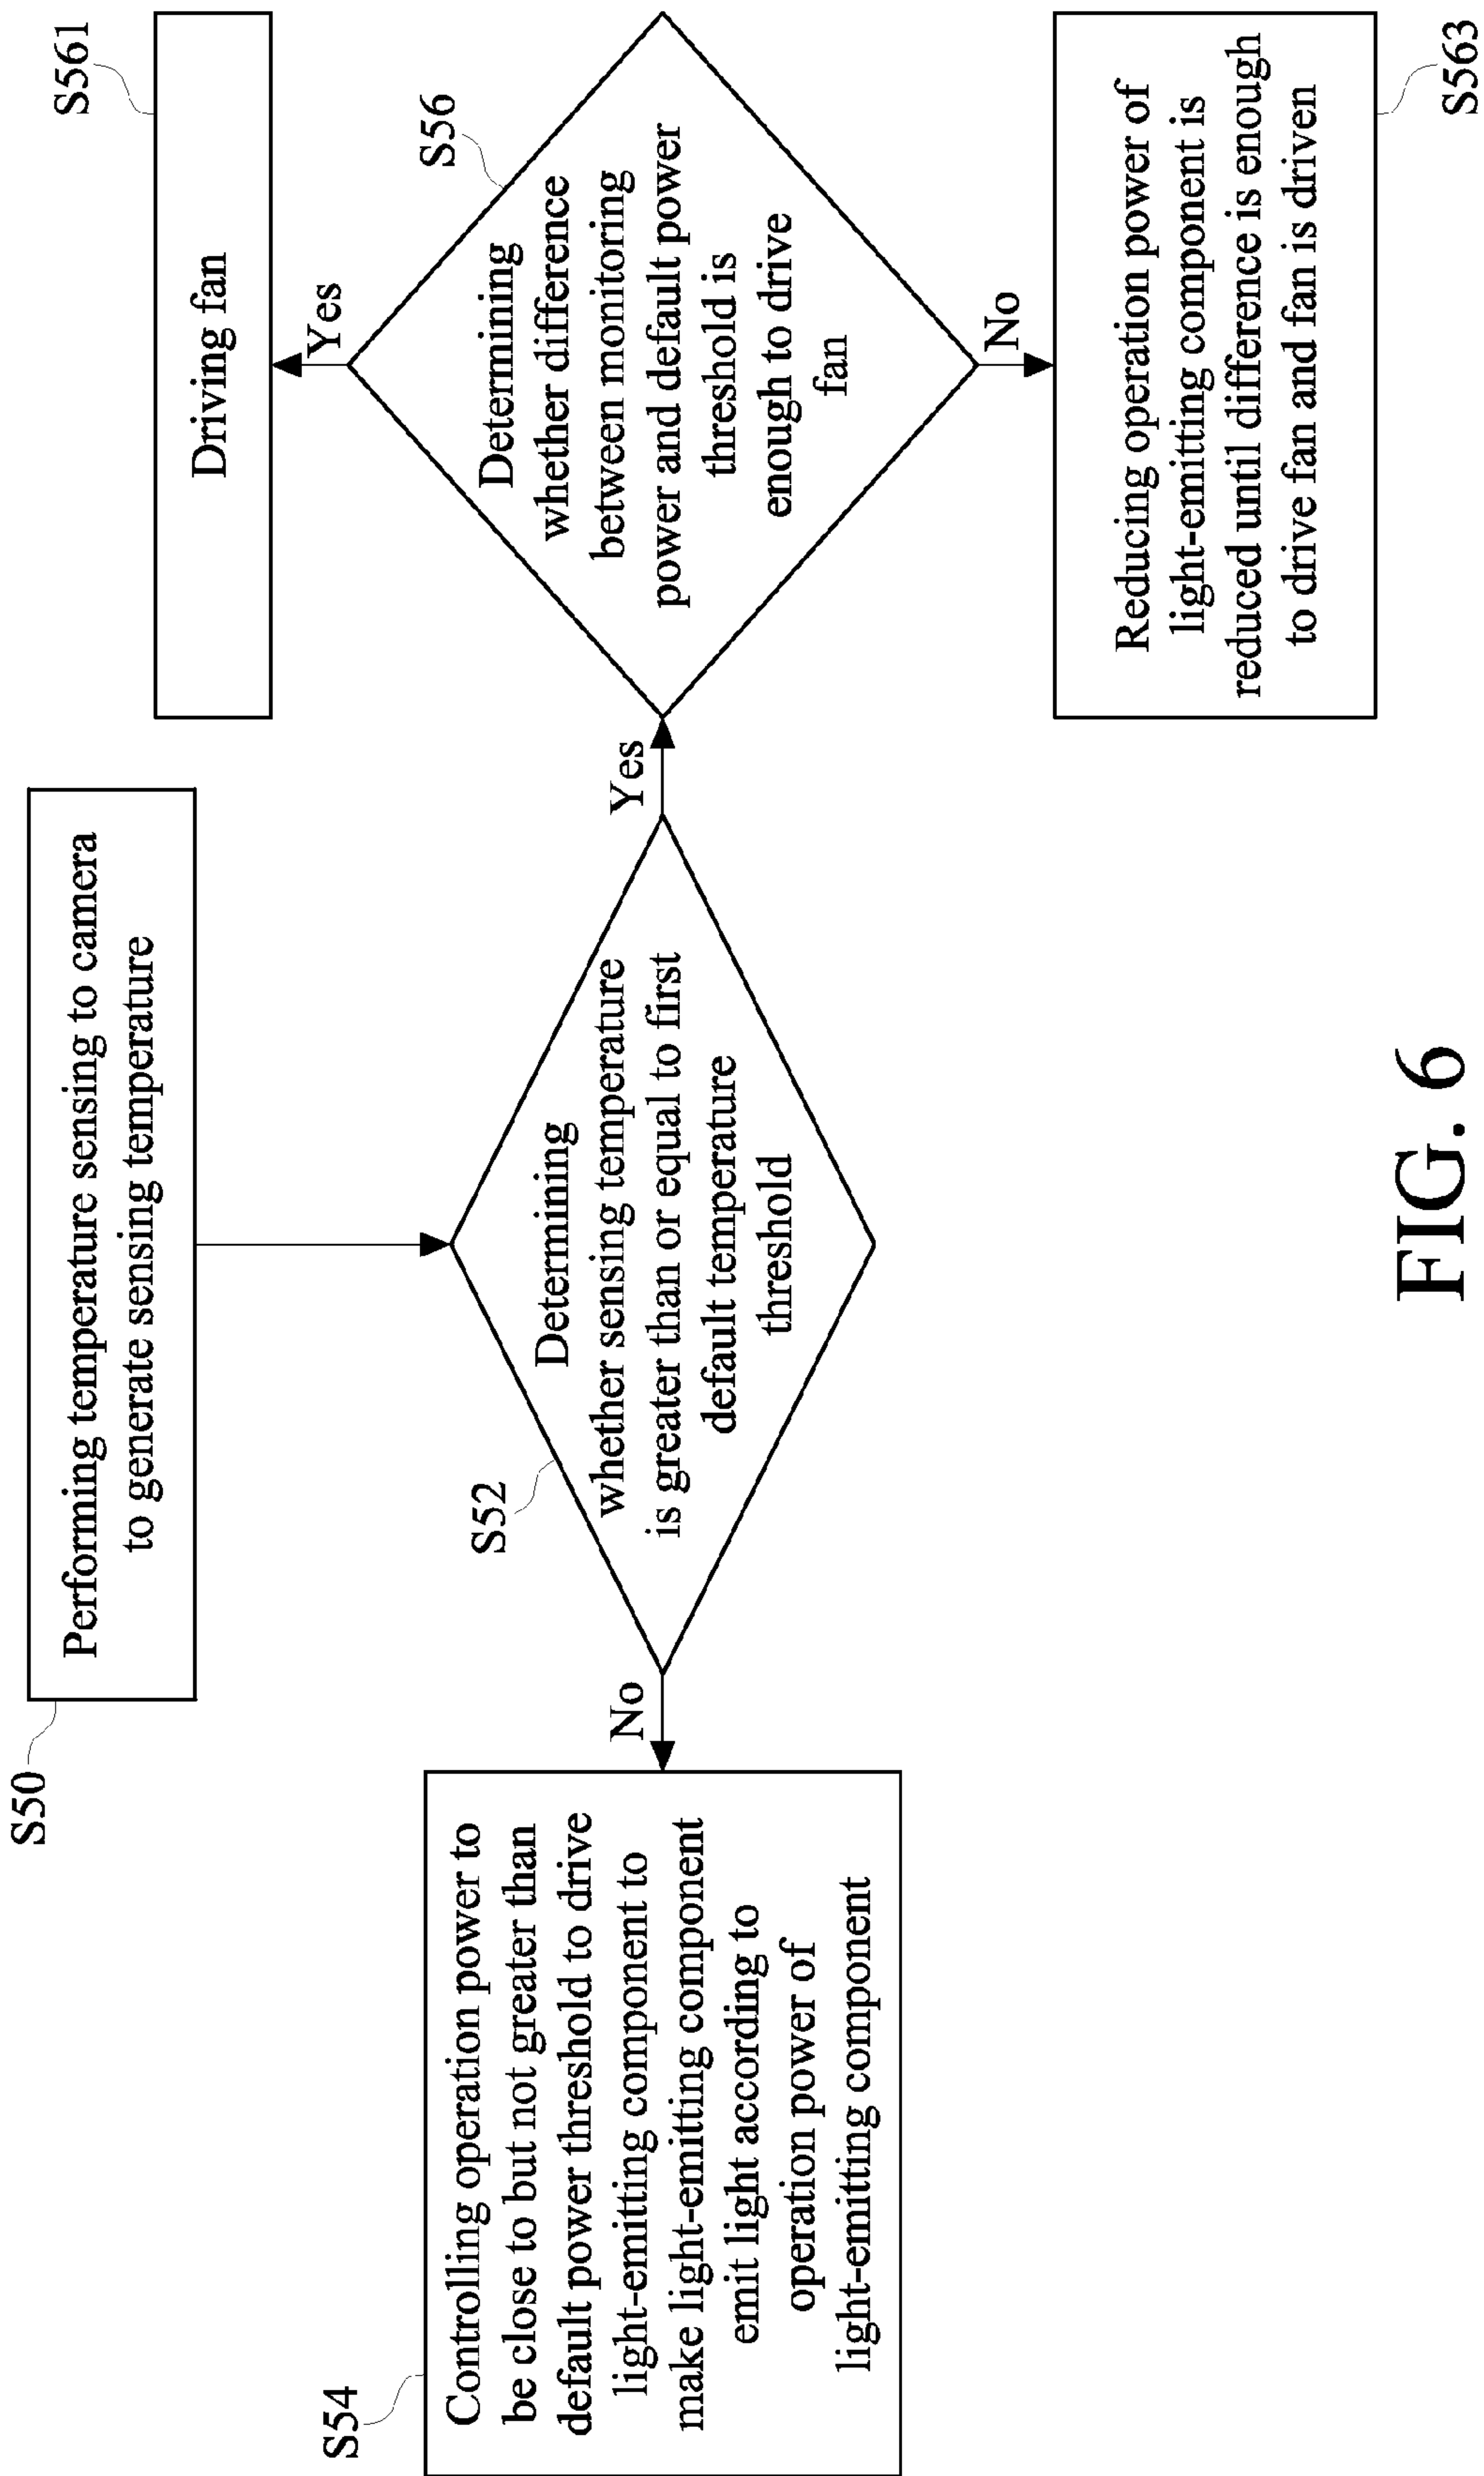 S50
Performing temperature sensing to camera
to generate sensing temperature
S52
Determining
whether sensing temperature
is greater than or equal to first
default temperature
threshold
No
Yes
S54
Controlling operation power to
be close to but not greater than
default power threshold to drive
light-emitting component to
make light-emitting component
emit light according to
operation power of
light-emitting component
S56
Determining
whether difference
between monitoring
power and default power
threshold is
enough to drive
fan
Yes
S561
Driving fan
No
Reducing operation power of
light-emitting component is
reduced until difference is enough
to drive fan and fan is driven
S563
FIG. 6